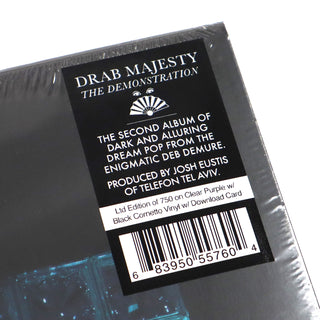 DRAB MAJESTY
THE DEMONSTRATION
THE SECOND ALBUM OF
DARK AND ALLURING
DREAM POP FROM THE
ENIGMATIC DEB DEMURE.
PRODUCED BY JOSH EUSTIS
OF TELEFON TEL AVIV.
Ltd Edition of 750 on Clear Purple w/
Black Cornetto Vinyl w/ Download Card
6 83950 55760 4